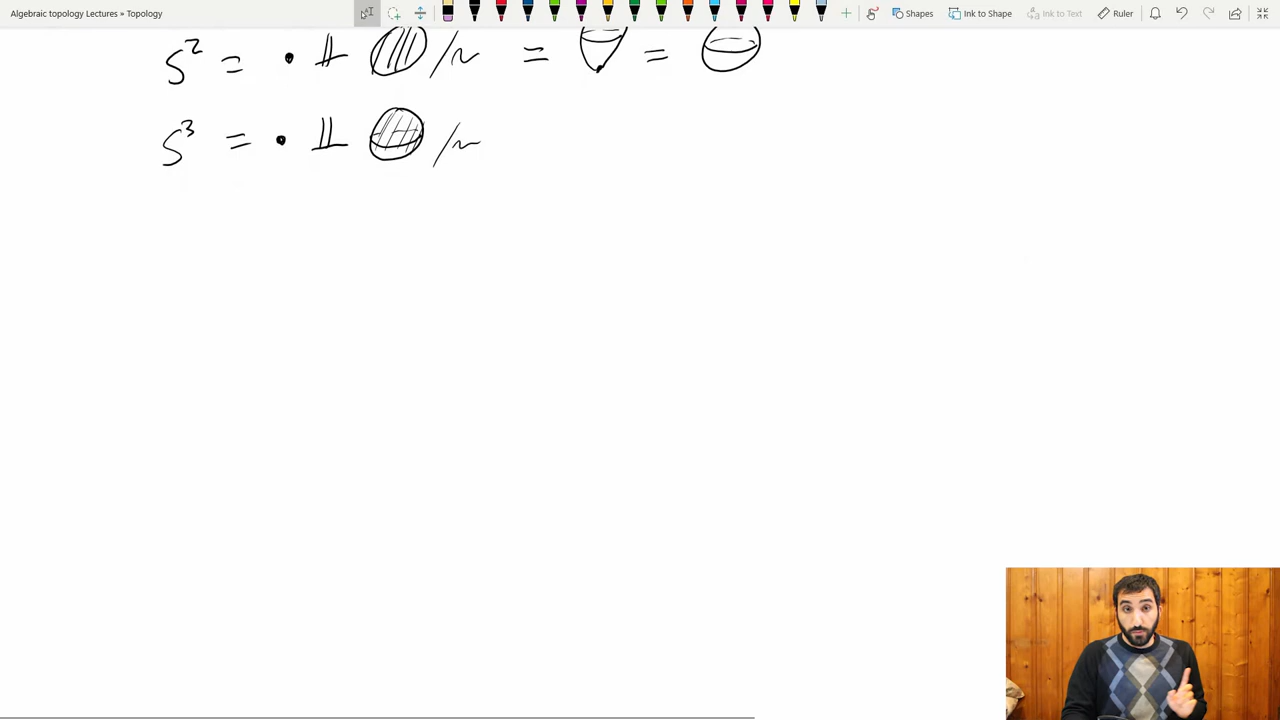 Algebraic topology Lectures - Topology
Shapes Ink to Shape Ink to Text Ruler
S² = • ⊔ /~ = =
S³ = • ⊔ /~